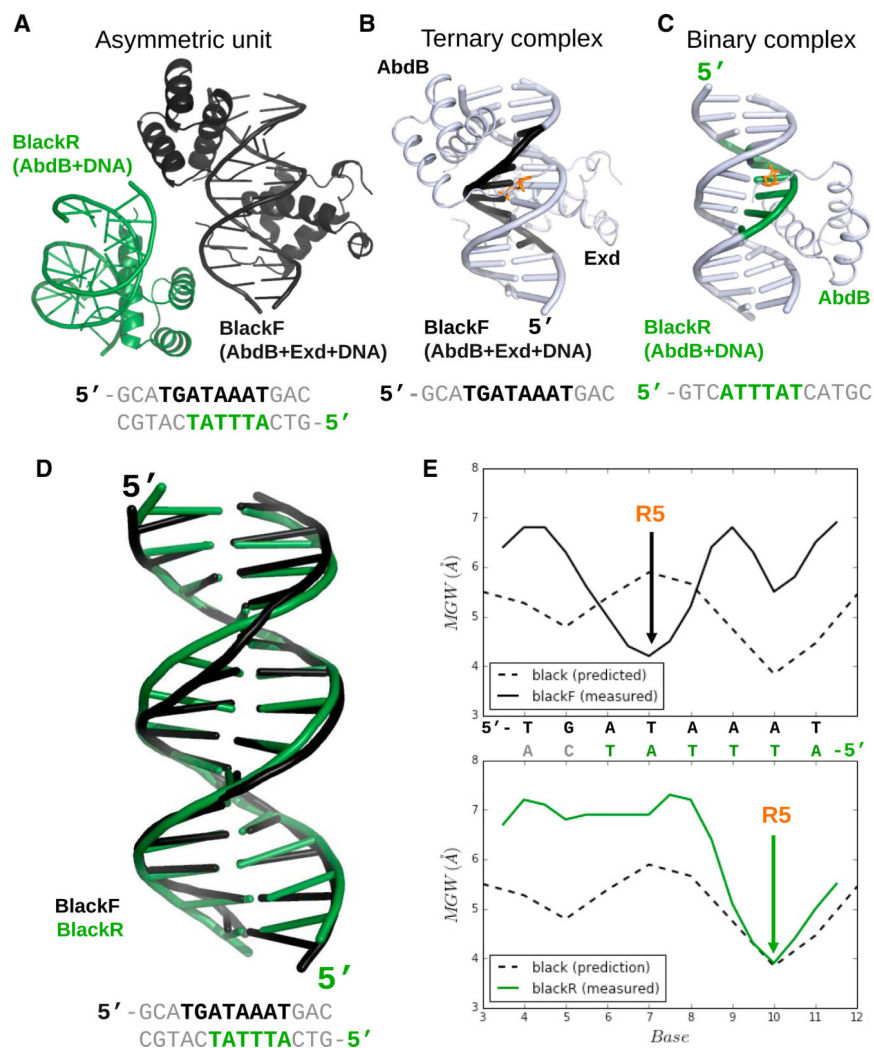 A
Asymmetric unit
BlackR
(AbdB+DNA)
BlackF
(AbdB+Exd+DNA)
5′-GCATGATAAATGAC
CGTACTATTTACTG-5′
B
Ternary complex
AbdB
Exd
BlackF 5′
(AbdB+Exd+DNA)
5′-GCATGATAAATGAC
C
Binary complex
5′
AbdB
BlackR
(AbdB+DNA)
5′-GTCATTTATCATGC
D
5′
BlackF
BlackR
5′
5′-GCATGATAAATGAC
CGTACTATTTACTG-5′
E
8
7
6
5
4
3
MGW (Å)
R5
black (predicted)
blackF (measured)
5′- T G A T A A A T
A C T A T T T A -5′
8
7
6
5
4
3
MGW (Å)
R5
black (prediction)
blackR (measured)
3 4 5 6 7 8 9 10 11 12
Base